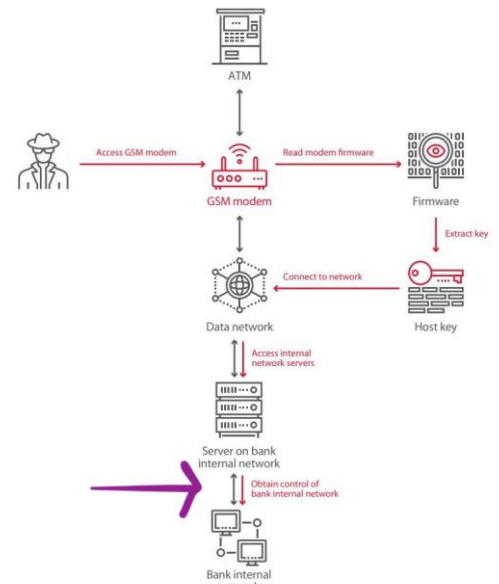 ATM
Access GSM modem
Read modem firmware
GSM modem
Firmware
Extract key
Connect to network
Data network
Host key
Access internal
network servers
Server on bank
internal network
Obtain control of
bank internal network
Bank internal